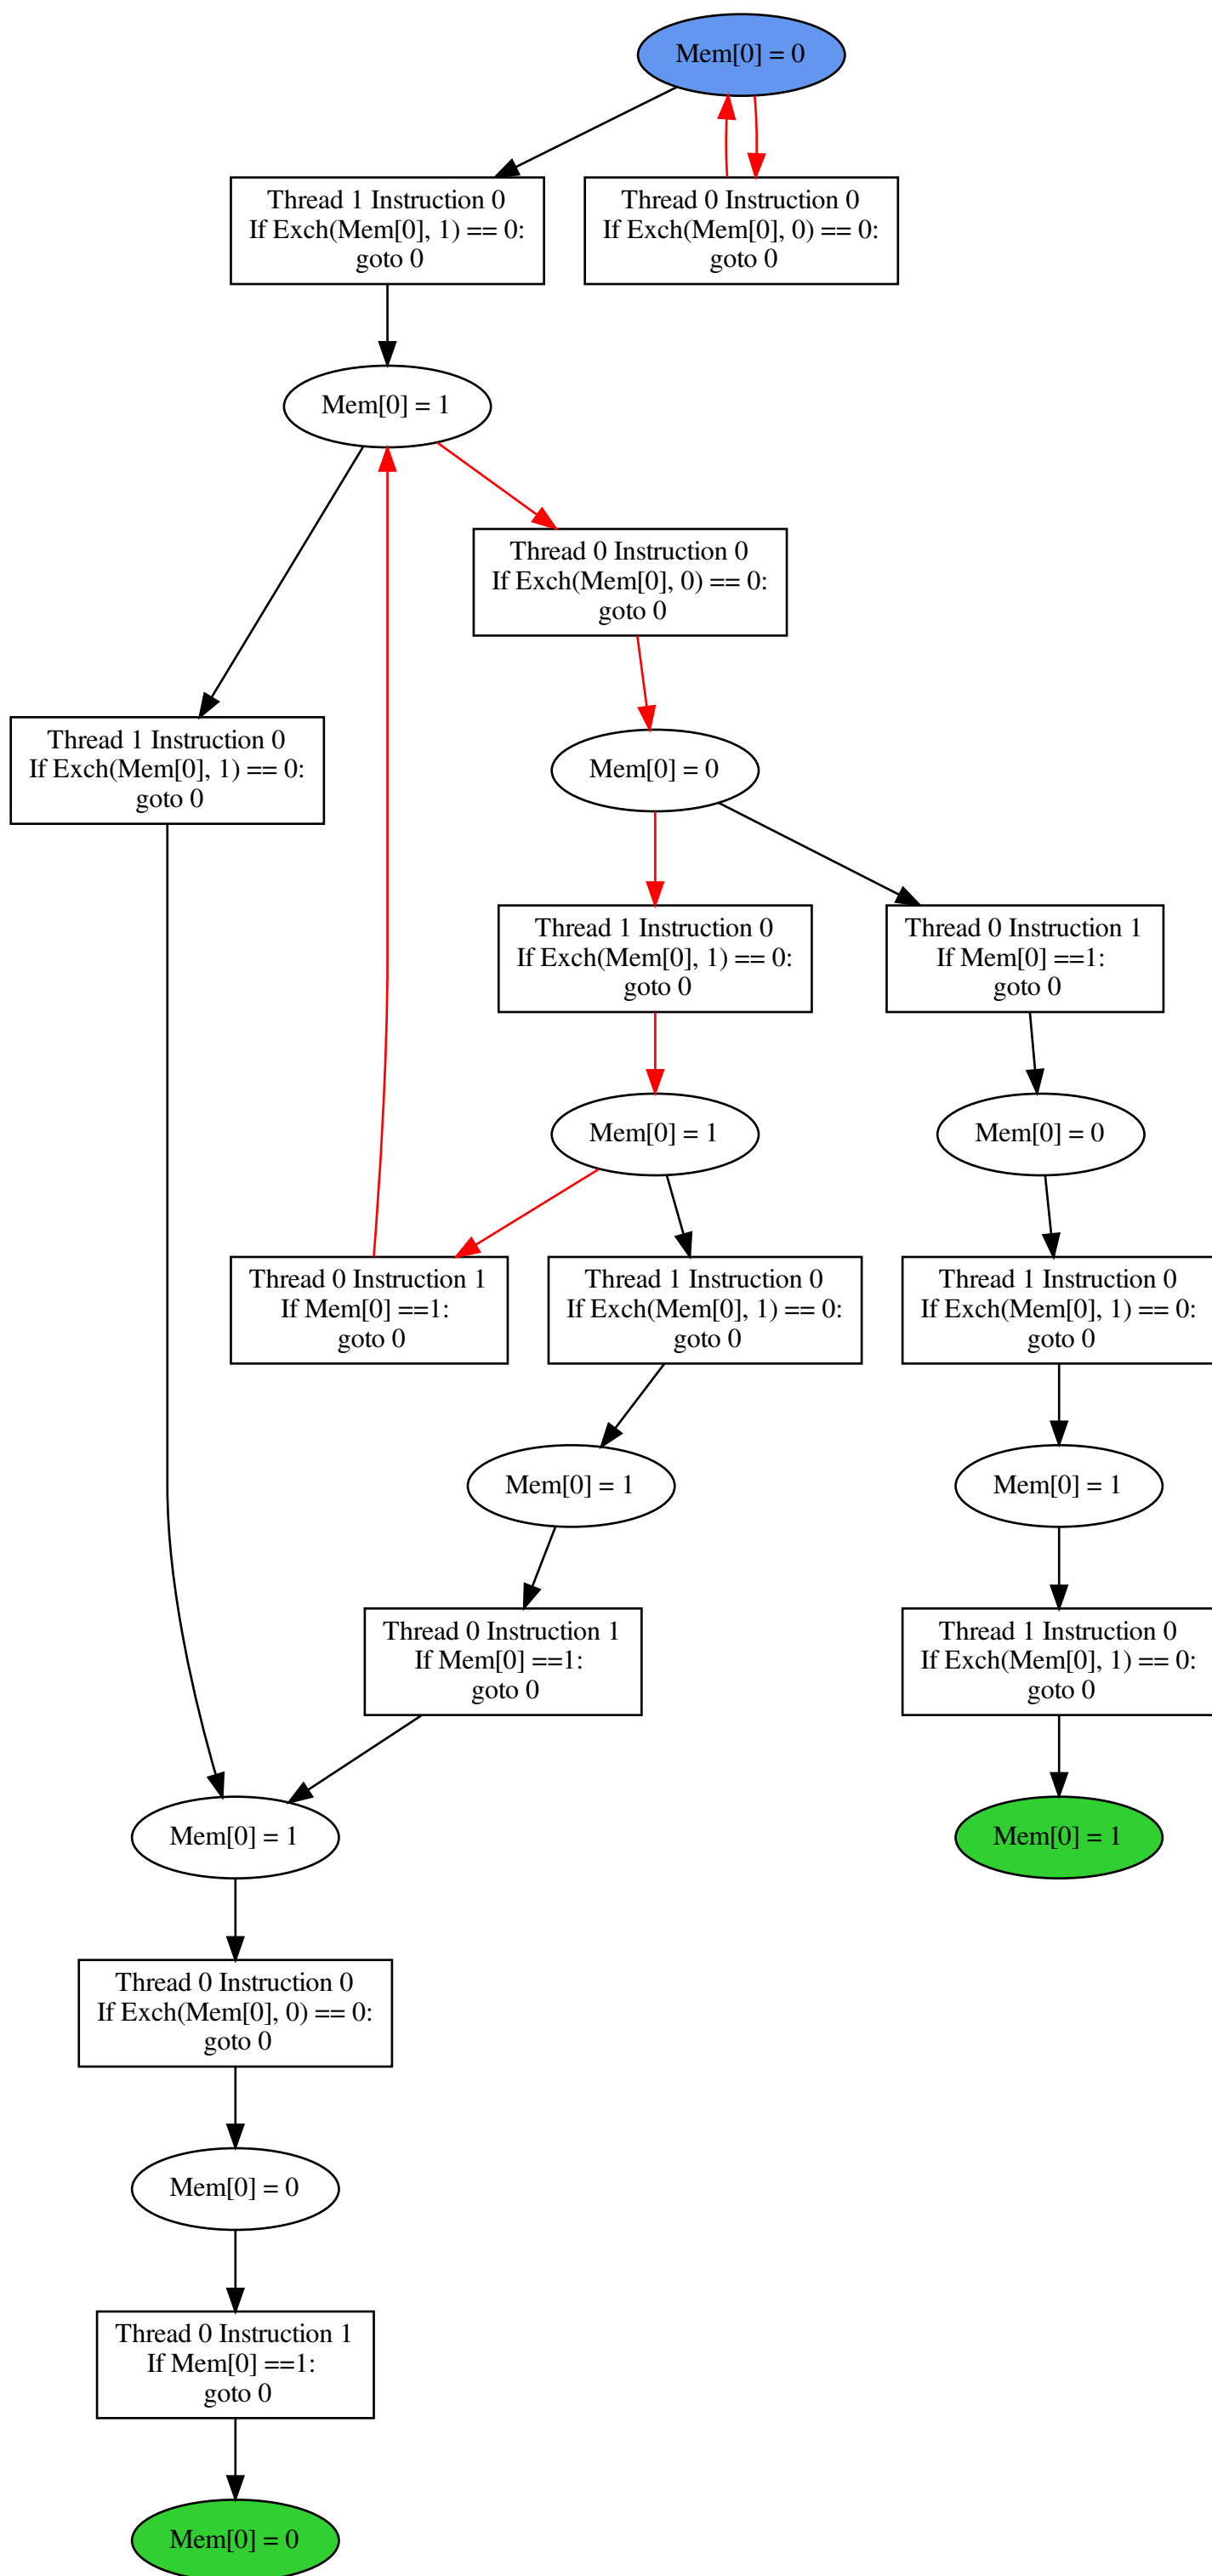 Mem[0] = 0
Thread 1 Instruction 0
If Exch(Mem[0], 1) == 0:
goto 0
Thread 0 Instruction 0
If Exch(Mem[0], 0) == 0:
goto 0
Mem[0] = 1
Thread 0 Instruction 0
If Exch(Mem[0], 0) == 0:
goto 0
Thread 1 Instruction 0
If Exch(Mem[0], 1) == 0:
goto 0
Mem[0] = 0
Thread 1 Instruction 0
If Exch(Mem[0], 1) == 0:
goto 0
Thread 0 Instruction 1
If Mem[0] ==1:
goto 0
Mem[0] = 1
Mem[0] = 0
Thread 0 Instruction 1
If Mem[0] ==1:
goto 0
Thread 1 Instruction 0
If Exch(Mem[0], 1) == 0:
goto 0
Thread 1 Instruction 0
If Exch(Mem[0], 1) == 0:
goto 0
Mem[0] = 1
Mem[0] = 1
Thread 0 Instruction 1
If Mem[0] ==1:
goto 0
Thread 1 Instruction 0
If Exch(Mem[0], 1) == 0:
goto 0
Mem[0] = 1
Mem[0] = 1
Thread 0 Instruction 0
If Exch(Mem[0], 0) == 0:
goto 0
Mem[0] = 0
Thread 0 Instruction 1
If Mem[0] ==1:
goto 0
Mem[0] = 0